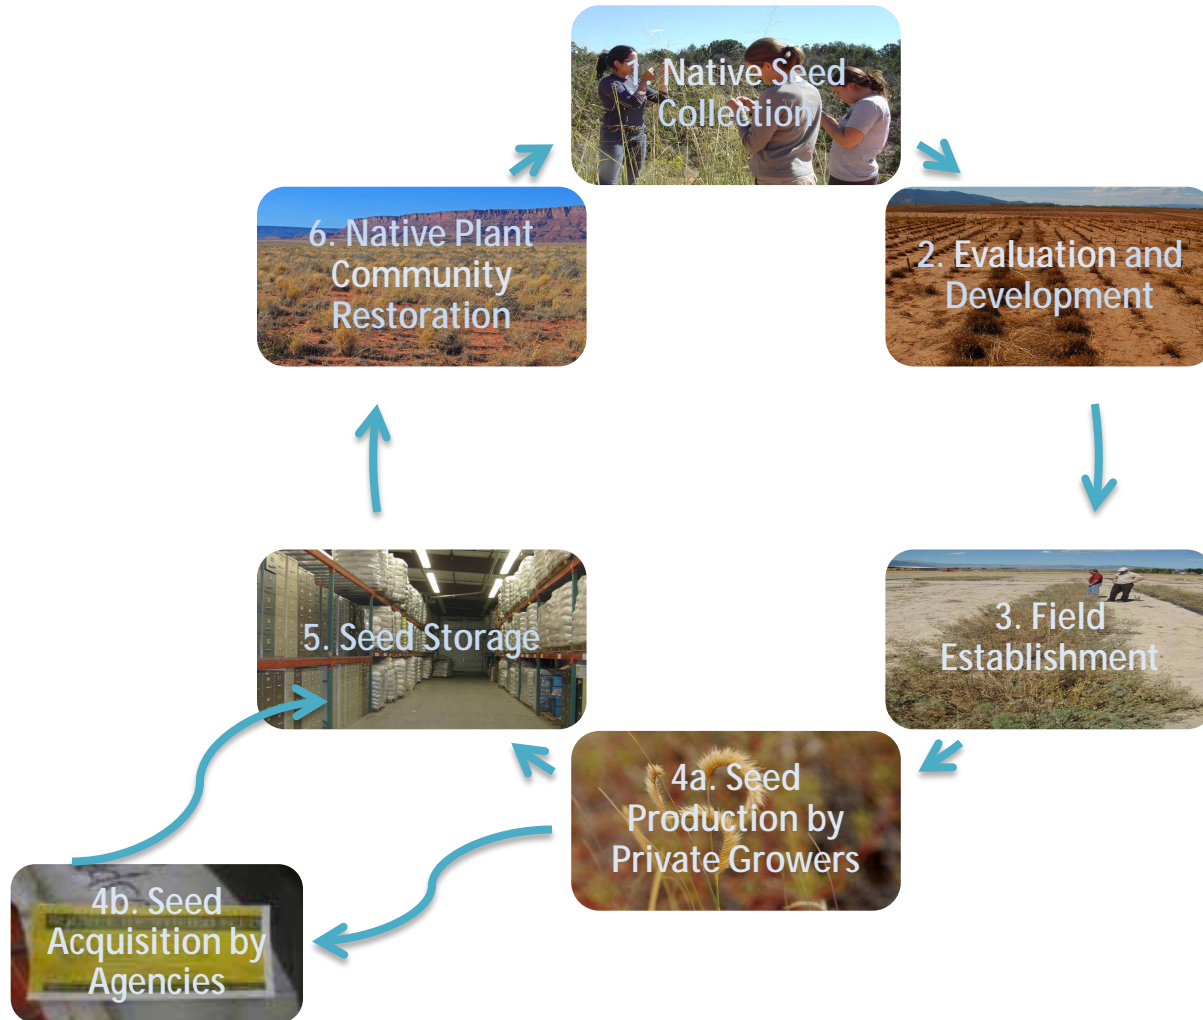 1. Native Seed
Collection
2. Evaluation and
Development
3. Field
Establishment
4a. Seed
Production by
Private Growers
4b. Seed
Acquisition by
Agencies
5. Seed Storage
6. Native Plant
Community
Restoration